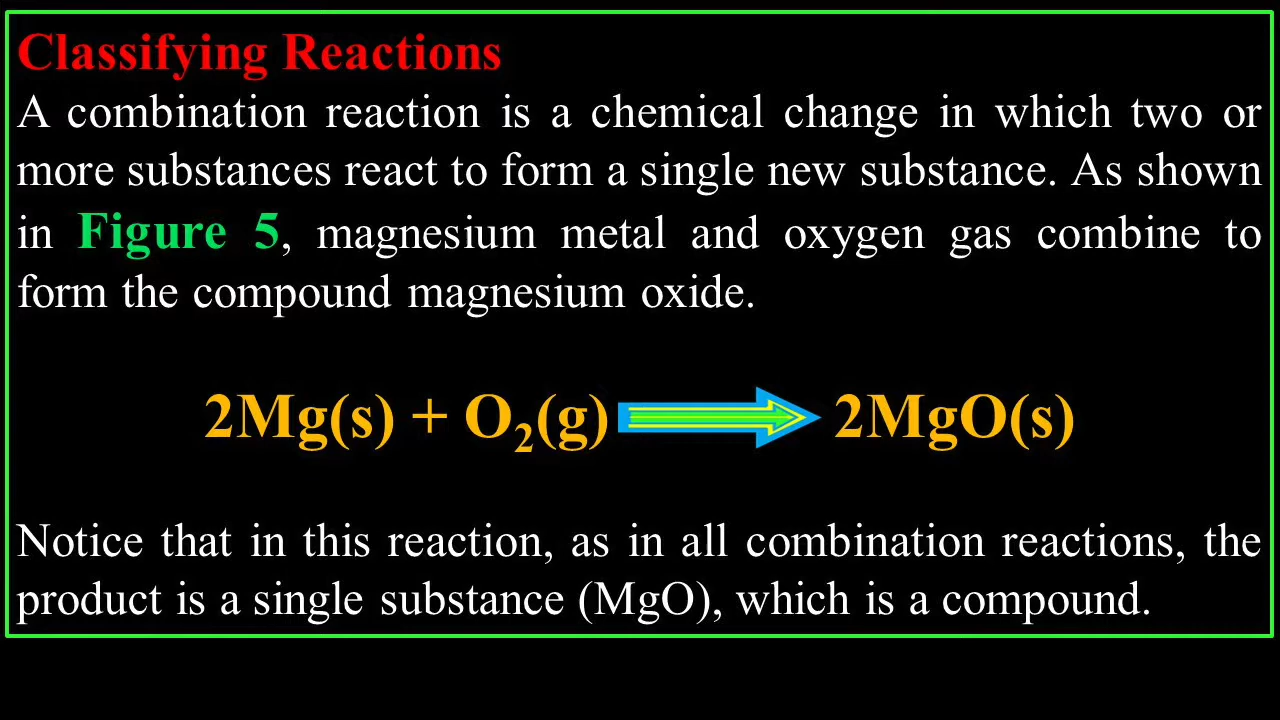 Classifying Reactions
A combination reaction is a chemical change in which two or
more substances react to form a single new substance. As shown
in Figure 5, magnesium metal and oxygen gas combine to
form the compound magnesium oxide.
2Mg(s) + O₂(g) 2MgO(s)
Notice that in this reaction, as in all combination reactions, the
product is a single substance (MgO), which is a compound.